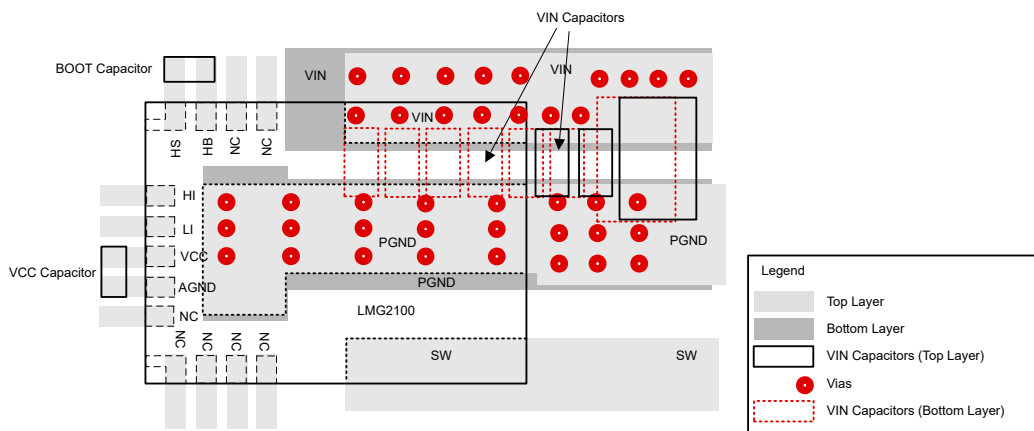 VIN Capacitors
BOOT Capacitor
VIN
VIN
VIN
HS
HB
NC
NC
HI
LI
VCC
AGND
NC
VCC Capacitor
PGND
PGND
PGND
LMG2100
NC
NC
NC
NC
SW
SW
Legend
Top Layer
Bottom Layer
VIN Capacitors (Top Layer)
Vias
VIN Capacitors (Bottom Layer)